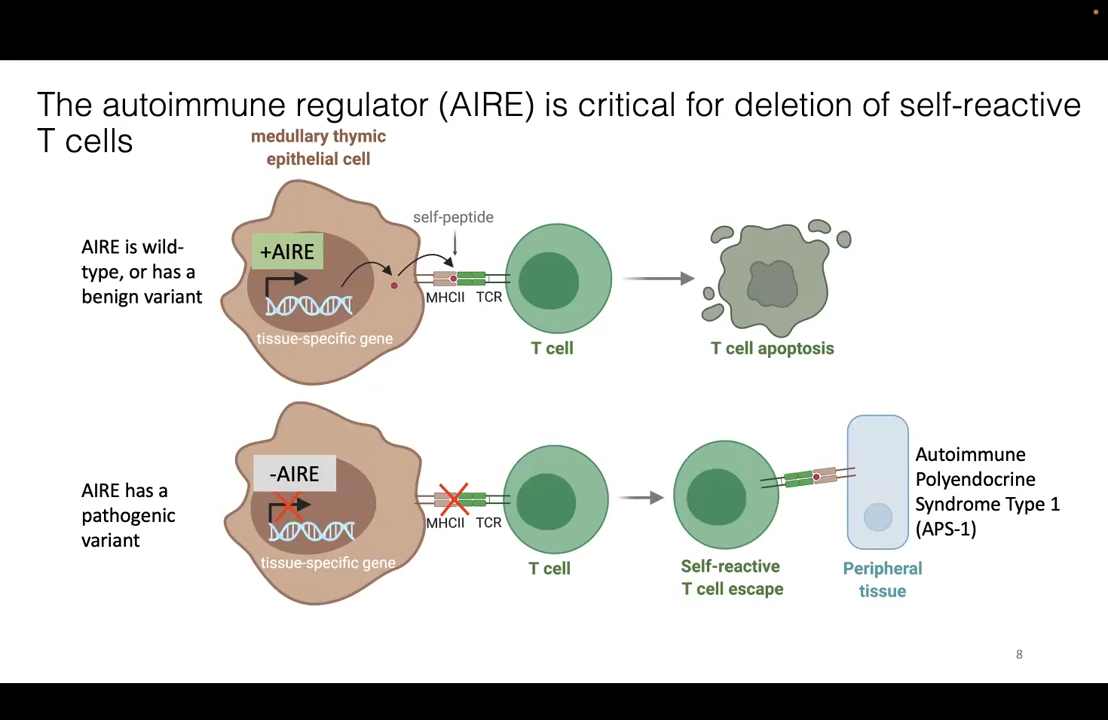 The autoimmune regulator (AIRE) is critical for deletion of self-reactive
T cells
medullary thymic
epithelial cell
self-peptide
AIRE is wild-
type, or has a
benign variant
+AIRE
MHCII TCR
tissue-specific gene
T cell
T cell apoptosis
AIRE has a
pathogenic
variant
-AIRE
MHCII TCR
tissue-specific gene
T cell
Self-reactive
T cell escape
Autoimmune
Polyendocrine
Syndrome Type 1
(APS-1)
Peripheral
tissue
8